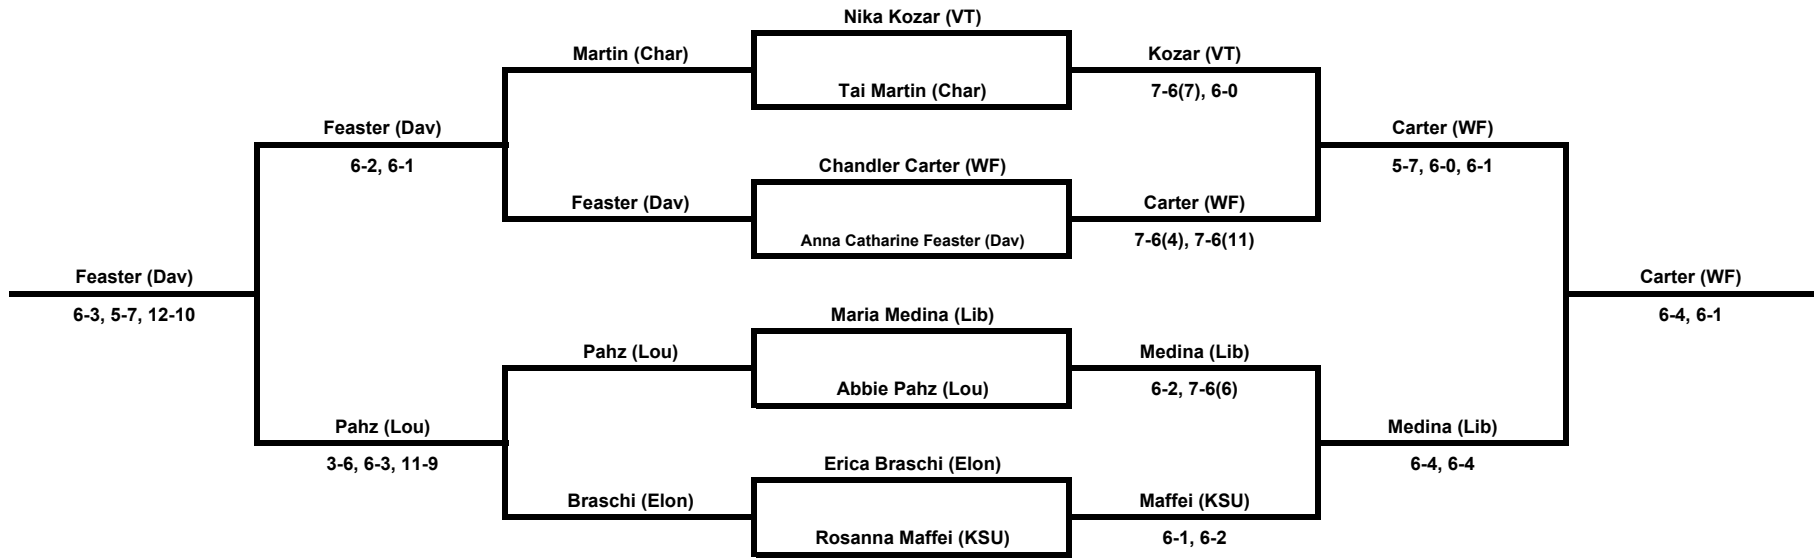 Nika Kozar (VT)
Martin (Char)
Kozar (VT)
Tai Martin (Char)
7-6(7), 6-0
Feaster (Dav)
Carter (WF)
6-2, 6-1
Chandler Carter (WF)
5-7, 6-0, 6-1
Feaster (Dav)
Carter (WF)
Anna Catharine Feaster (Dav)
7-6(4), 7-6(11)
Feaster (Dav)
Carter (WF)
6-3, 5-7, 12-10
Maria Medina (Lib)
6-4, 6-1
Pahz (Lou)
Medina (Lib)
Abbie Pahz (Lou)
6-2, 7-6(6)
Pahz (Lou)
Medina (Lib)
3-6, 6-3, 11-9
Erica Braschi (Elon)
6-4, 6-4
Braschi (Elon)
Maffei (KSU)
Rosanna Maffei (KSU)
6-1, 6-2